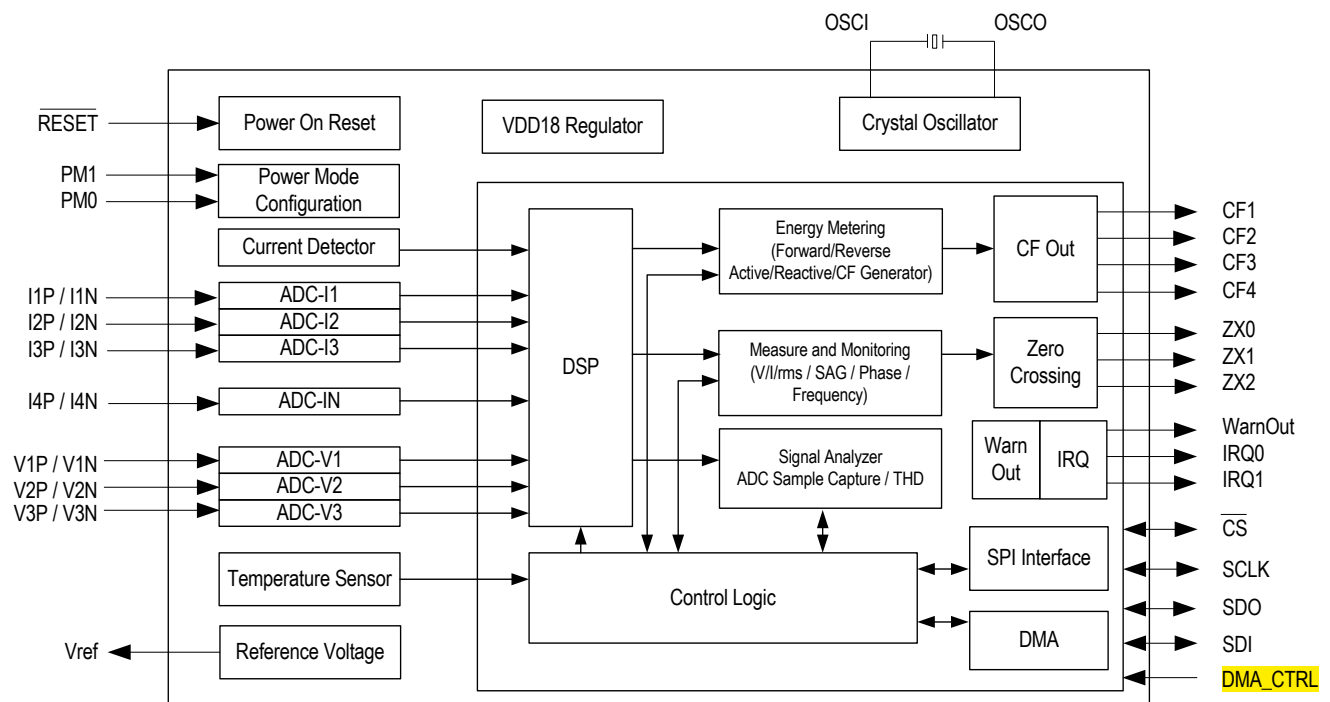 OSCI
OSCO
RESET
Power On Reset
VDD18 Regulator
Crystal Oscillator
PM1
PM0
Power Mode
Configuration
Current Detector
I1P / I1N
I2P / I2N
I3P / I3N
ADC-I1
ADC-I2
ADC-I3
I4P / I4N
ADC-IN
V1P / V1N
V2P / V2N
V3P / V3N
ADC-V1
ADC-V2
ADC-V3
Temperature Sensor
Vref
Reference Voltage
DSP
Energy Metering
(Forward/Reverse
Active/Reactive/CF Generator)
CF Out
CF1
CF2
CF3
CF4
Measure and Monitoring
(V/I/rms / SAG / Phase /
Frequency)
Zero
Crossing
ZX0
ZX1
ZX2
Signal Analyzer
ADC Sample Capture / THD
Warn
Out
IRQ
WarnOut
IRQ0
IRQ1
Control Logic
SPI Interface
DMA
CS
SCLK
SDO
SDI
DMA_CTRL